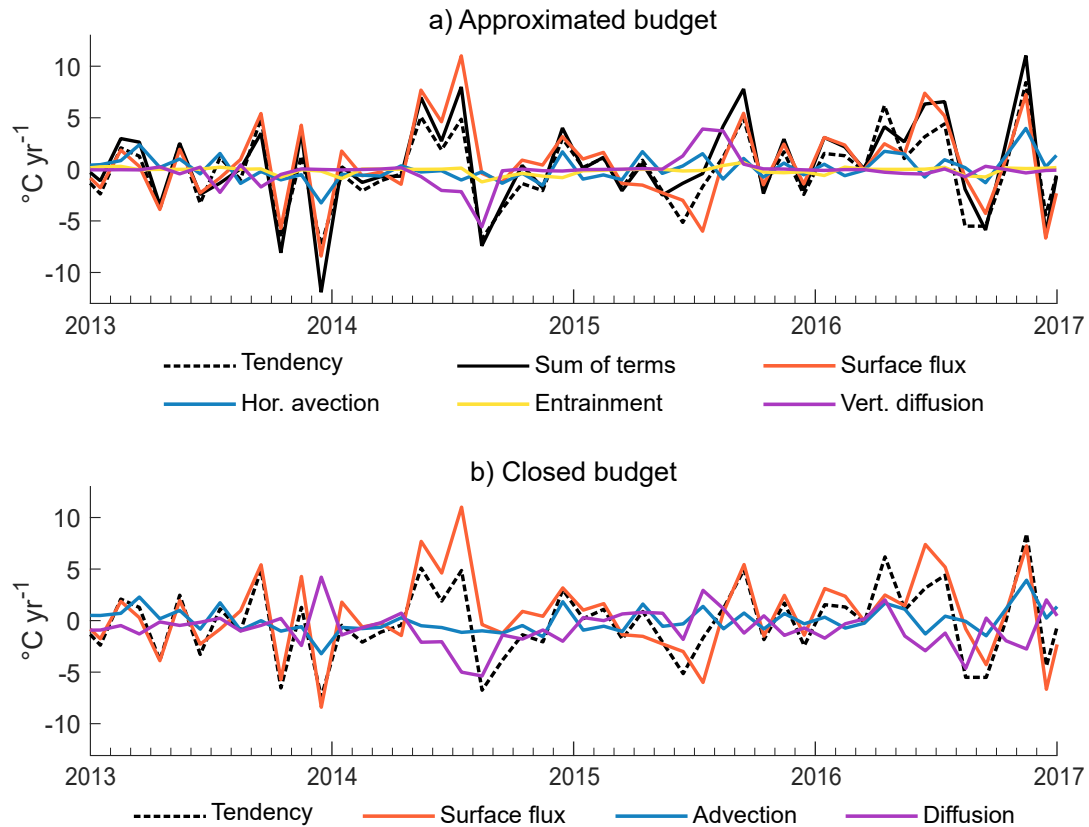 a) Approximated budget
10
5
0
-5
-10
°C yr-1
2013 2014 2015 2016 2017
Tendency Sum of terms Surface flux
Hor. avection Entrainment Vert. diffusion
b) Closed budget
10
5
0
-5
-10
°C yr-1
2013 2014 2015 2016 2017
Tendency Surface flux Advection Diffusion